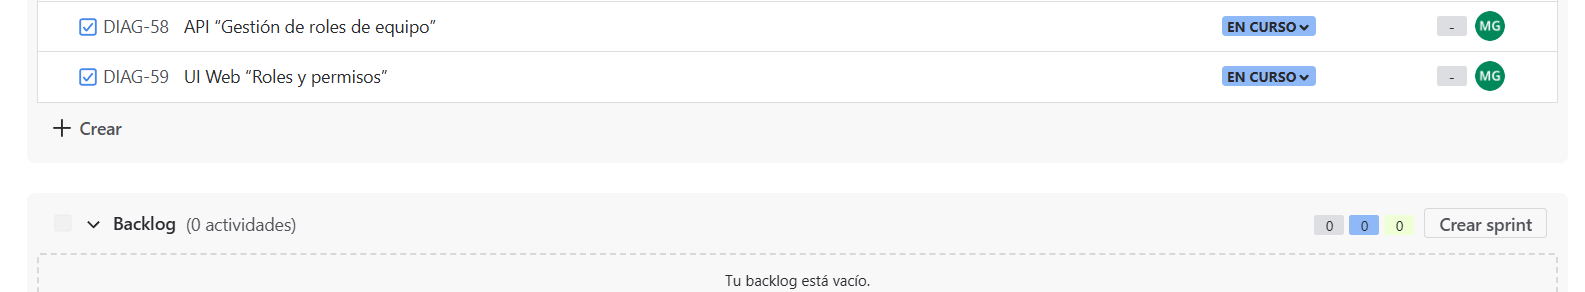 DIAG-58 API “Gestión de roles de equipo” EN CURSO - MG
DIAG-59 UI Web “Roles y permisos” EN CURSO - MG
+ Crear
Backlog (0 actividades) 0 0 0 Crear sprint
Tu backlog está vacío.